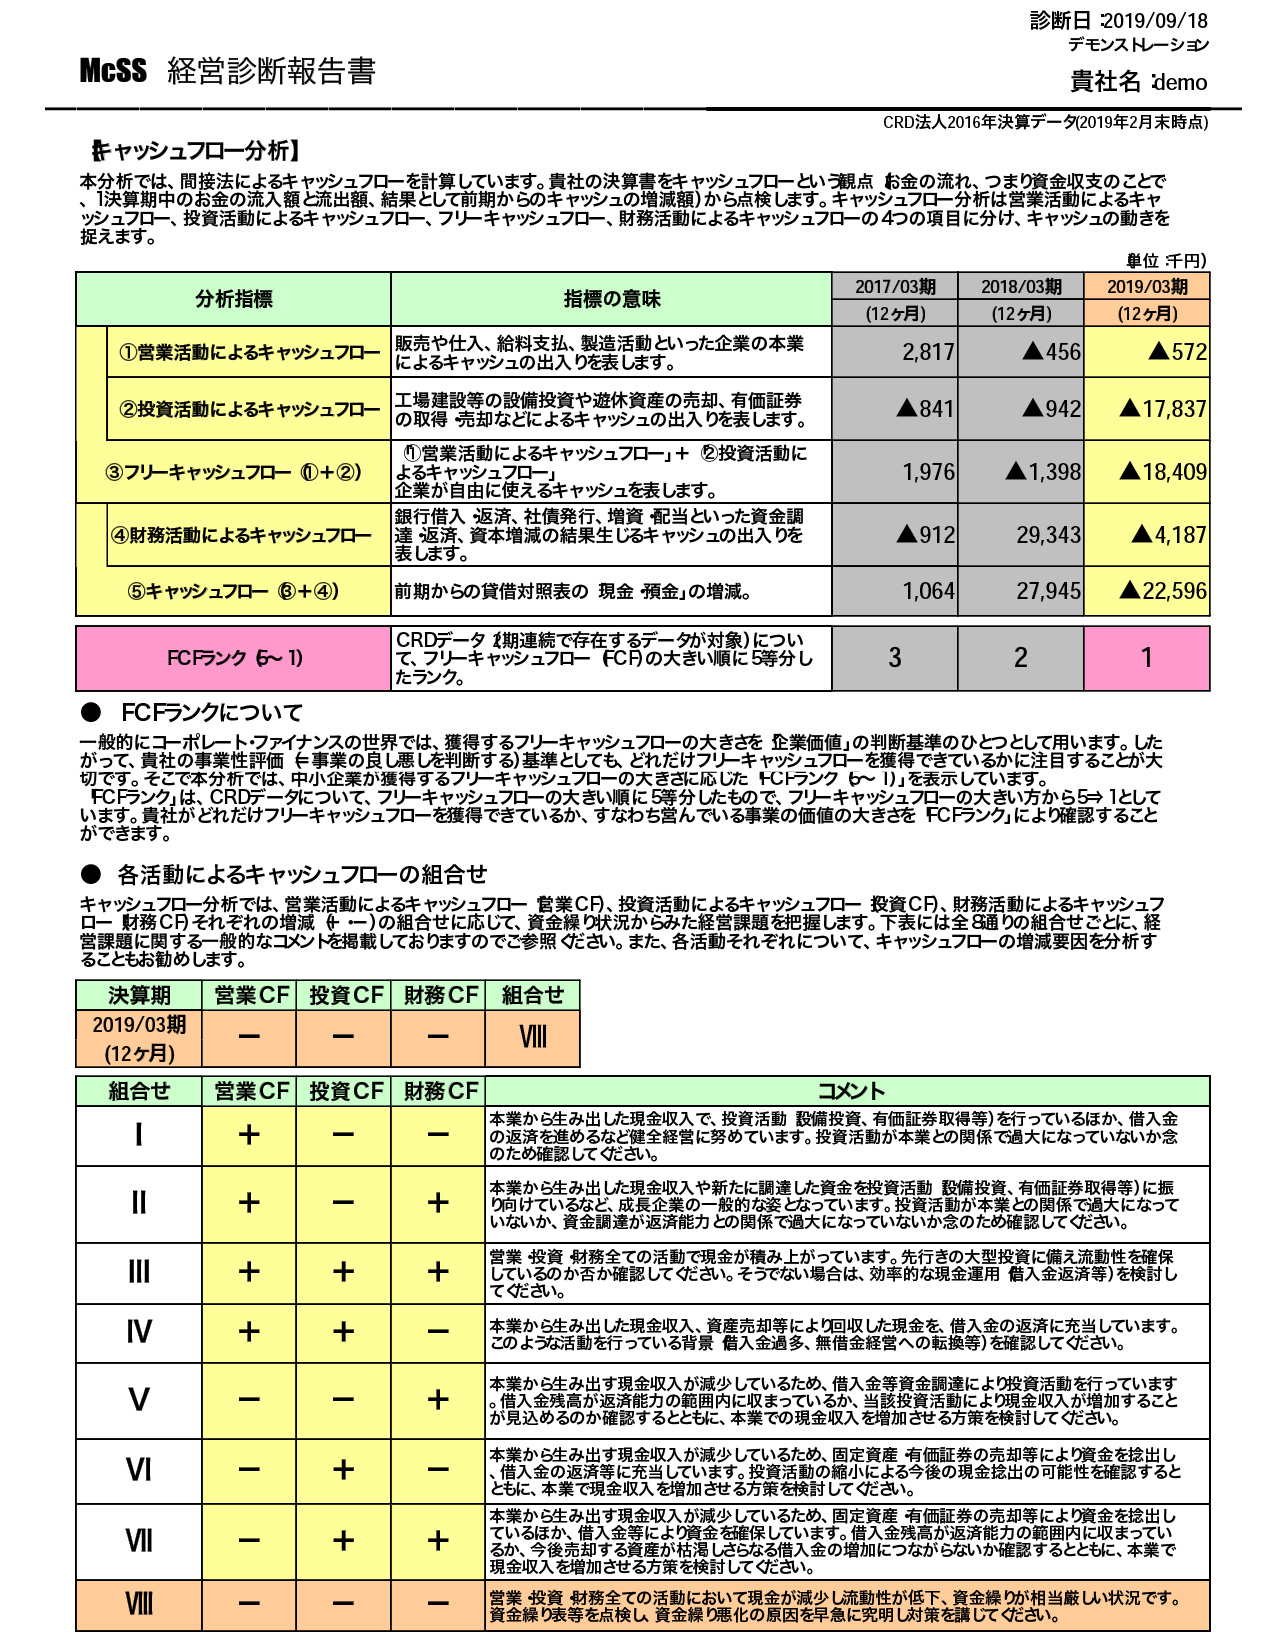 診断日:2019/09/18
デモンストレーション
McSS 経営診断報告書
貴社名:demo
CRD法人2016年決算データ(2019年2月末時点)
【キャッシュフロー分析】
本分析では、間接法によるキャッシュフローを計算しています。貴社の決算書をキャッシュフローという観点(お金の流れ、つまり資金収支のことで
、1決算期中のお金の流入額と流出額、結果として前期からのキャッシュの増減額)から点検します。キャッシュフロー分析は営業活動によるキャ
ッシュフロー、投資活動によるキャッシュフロー、フリーキャッシュフロー、財務活動によるキャッシュフローの4つの項目に分け、キャッシュの動きを
捉えます。
(単位:千円)
分析指標 指標の意味 2017/03期 2018/03期 2019/03期
(12ヶ月) (12ヶ月) (12ヶ月)
①営業活動によるキャッシュフロー 販売や仕入、給料支払、製造活動といった企業の本業
によるキャッシュの出入りを表します。 2,817 ▲456 ▲572
②投資活動によるキャッシュフロー 工場建設等の設備投資や遊休資産の売却、有価証券
の取得・売却などによるキャッシュの出入りを表します。 ▲841 ▲942 ▲17,837
③フリーキャッシュフロー(①+②) 「①営業活動によるキャッシュフロー」+「②投資活動に
よるキャッシュフロー」
企業が自由に使えるキャッシュを表します。 1,976 ▲1,398 ▲18,409
④財務活動によるキャッシュフロー 銀行借入・返済、社債発行、増資・配当といった資金調
達・返済、資本増減の結果生じるキャッシュの出入りを
表します。 ▲912 29,343 ▲4,187
⑤キャッシュフロー(③+④) 前期からの貸借対照表の「現金・預金」の増減。 1,064 27,945 ▲22,596
FCFランク(5～1) CRDデータ(2期連続で存在するデータが対象)につい
て、フリーキャッシュフロー(FCF)の大きい順に5等分し
たランク。 3 2 1
● FCFランクについて
一般的にコーポレート・ファイナンスの世界では、獲得するフリーキャッシュフローの大きさを「企業価値」の判断基準のひとつとして用います。した
がって、貴社の事業性評価(=事業の良し悪しを判断する)基準としても、どれだけフリーキャッシュフローを獲得できているかに注目することが大
切です。そこで本分析では、中小企業が獲得するフリーキャッシュフローの大きさに応じた「FCFランク(5～1)」を表示しています。
「FCFランク」は、CRDデータについて、フリーキャッシュフローの大きい順に5等分したもので、フリーキャッシュフローの大きい方から5⇒1として
います。貴社がどれだけフリーキャッシュフローを獲得できているか、すなわち営んでいる事業の価値の大きさを「FCFランク」により確認すること
ができます。
● 各活動によるキャッシュフローの組合せ
キャッシュフロー分析では、営業活動によるキャッシュフロー(営業CF)、投資活動によるキャッシュフロー(投資CF)、財務活動によるキャッシュフ
ロー(財務CF)それぞれの増減(+・-)の組合せに応じて、資金繰り状況からみた経営課題を把握します。下表には全8通りの組合せごとに、経
営課題に関する一般的なコメントを掲載しておりますのでご参照ください。また、各活動それぞれについて、キャッシュフローの増減要因を分析す
ることもお勧めします。
決算期 営業CF 投資CF 財務CF 組合せ
2019/03期
(12ヶ月) － － － Ⅷ
組合せ 営業CF 投資CF 財務CF コメント
Ⅰ ＋ － － 本業から生み出した現金収入で、投資活動(設備投資、有価証券取得等)を行っているほか、借入金
の返済を進めるなど健全経営に努めています。投資活動が本業との関係で過大になっていないか念
のため確認してください。
Ⅱ ＋ － ＋ 本業から生み出した現金収入や新たに調達した資金を投資活動(設備投資、有価証券取得等)に振
り向けているなど、成長企業の一般的な姿となっています。投資活動が本業との関係で過大になって
いないか、資金調達が返済能力との関係で過大になっていないか念のため確認してください。
Ⅲ ＋ ＋ ＋ 営業・投資・財務全ての活動で現金が積み上がっています。先行きの大型投資に備え流動性を確保
しているのか否か確認してください。そうでない場合は、効率的な現金運用(借入金返済等)を検討し
てください。
Ⅳ ＋ ＋ － 本業から生み出した現金収入、資産売却等により回収した現金を、借入金の返済に充当しています。
このような活動を行っている背景(借入金過多、無借金経営への転換等)を確認してください。
Ⅴ － － ＋ 本業から生み出す現金収入が減少しているため、借入金等資金調達により投資活動を行っています
。借入金残高が返済能力の範囲内に収まっているか、当該投資活動により現金収入が増加すること
が見込めるのか確認するとともに、本業での現金収入を増加させる方策を検討してください。
Ⅵ － ＋ － 本業から生み出す現金収入が減少しているため、固定資産・有価証券の売却等により資金を捻出し
、借入金の返済等に充当しています。投資活動の縮小による今後の現金捻出の可能性を確認すると
ともに、本業で現金収入を増加させる方策を検討してください。
Ⅶ － ＋ ＋ 本業から生み出す現金収入が減少しているため、固定資産・有価証券の売却等により資金を捻出し
ているほか、借入金等により資金を確保しています。借入金残高が返済能力の範囲内に収まってい
るか、今後売却する資産が枯渇しさらなる借入金の増加につながらないか確認するとともに、本業で
現金収入を増加させる方策を検討してください。
Ⅷ － － － 営業・投資・財務全ての活動において現金が減少し流動性が低下、資金繰りが相当厳しい状況です。
資金繰り表等を点検し、資金繰り悪化の原因を早急に究明し対策を講じてください。